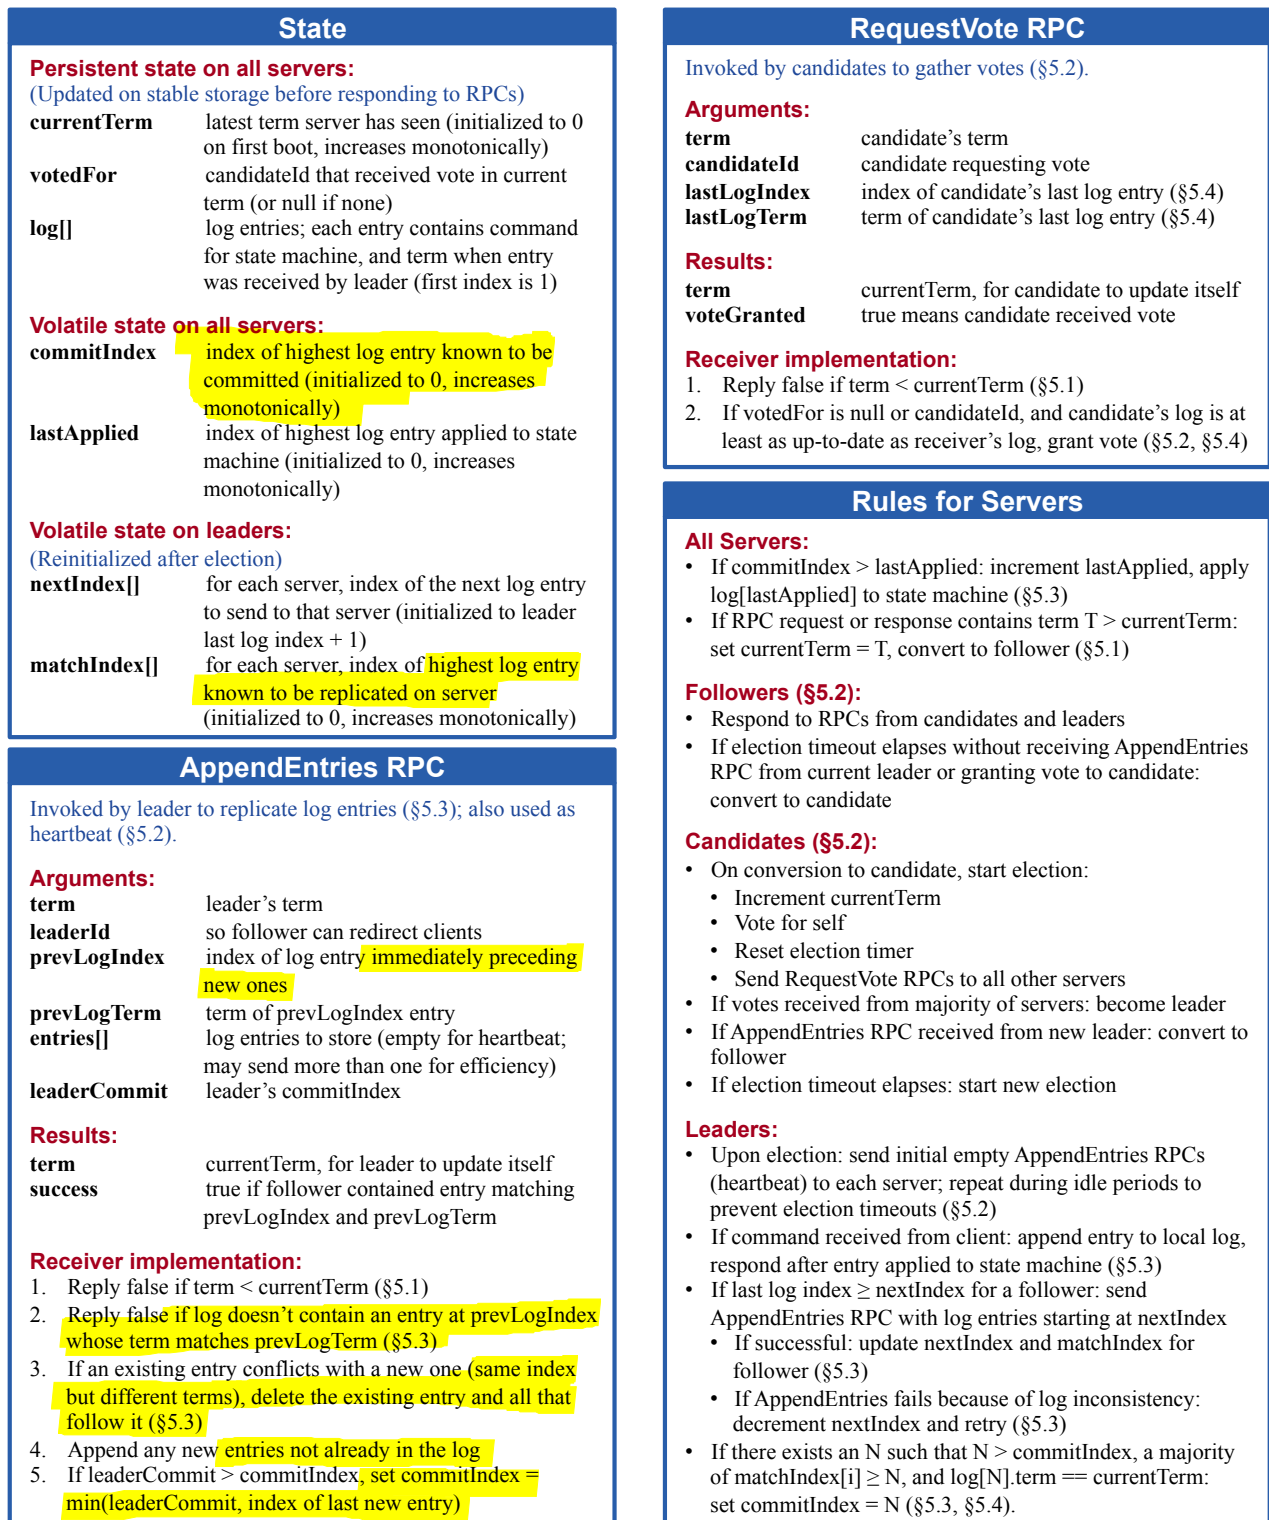 State
Persistent state on all servers:
(Updated on stable storage before responding to RPCs)
currentTerm latest term server has seen (initialized to 0
on first boot, increases monotonically)
votedFor candidateId that received vote in current
term (or null if none)
log[] log entries; each entry contains command
for state machine, and term when entry
was received by leader (first index is 1)
Volatile state on all servers:
commitIndex index of highest log entry known to be
committed (initialized to 0, increases
monotonically)
lastApplied index of highest log entry applied to state
machine (initialized to 0, increases
monotonically)
Volatile state on leaders:
(Reinitialized after election)
nextIndex[] for each server, index of the next log entry
to send to that server (initialized to leader
last log index + 1)
matchIndex[] for each server, index of highest log entry
known to be replicated on server
(initialized to 0, increases monotonically)
AppendEntries RPC
Invoked by leader to replicate log entries (§5.3); also used as
heartbeat (§5.2).
Arguments:
term leader’s term
leaderId so follower can redirect clients
prevLogIndex index of log entry immediately preceding
new ones
prevLogTerm term of prevLogIndex entry
entries[] log entries to store (empty for heartbeat;
may send more than one for efficiency)
leaderCommit leader’s commitIndex
Results:
term currentTerm, for leader to update itself
success true if follower contained entry matching
prevLogIndex and prevLogTerm
Receiver implementation:
1. Reply false if term < currentTerm (§5.1)
2. Reply false if log doesn’t contain an entry at prevLogIndex
whose term matches prevLogTerm (§5.3)
3. If an existing entry conflicts with a new one (same index
but different terms), delete the existing entry and all that
follow it (§5.3)
4. Append any new entries not already in the log
5. If leaderCommit > commitIndex, set commitIndex =
min(leaderCommit, index of last new entry)
RequestVote RPC
Invoked by candidates to gather votes (§5.2).
Arguments:
term candidate’s term
candidateId candidate requesting vote
lastLogIndex index of candidate’s last log entry (§5.4)
lastLogTerm term of candidate’s last log entry (§5.4)
Results:
term currentTerm, for candidate to update itself
voteGranted true means candidate received vote
Receiver implementation:
1. Reply false if term < currentTerm (§5.1)
2. If votedFor is null or candidateId, and candidate’s log is at
least as up-to-date as receiver’s log, grant vote (§5.2, §5.4)
Rules for Servers
All Servers:
• If commitIndex > lastApplied: increment lastApplied, apply
log[lastApplied] to state machine (§5.3)
• If RPC request or response contains term T > currentTerm:
set currentTerm = T, convert to follower (§5.1)
Followers (§5.2):
• Respond to RPCs from candidates and leaders
• If election timeout elapses without receiving AppendEntries
RPC from current leader or granting vote to candidate:
convert to candidate
Candidates (§5.2):
• On conversion to candidate, start election:
• Increment currentTerm
• Vote for self
• Reset election timer
• Send RequestVote RPCs to all other servers
• If votes received from majority of servers: become leader
• If AppendEntries RPC received from new leader: convert to
follower
• If election timeout elapses: start new election
Leaders:
• Upon election: send initial empty AppendEntries RPCs
(heartbeat) to each server; repeat during idle periods to
prevent election timeouts (§5.2)
• If command received from client: append entry to local log,
respond after entry applied to state machine (§5.3)
• If last log index ≥ nextIndex for a follower: send
AppendEntries RPC with log entries starting at nextIndex
• If successful: update nextIndex and matchIndex for
follower (§5.3)
• If AppendEntries fails because of log inconsistency:
decrement nextIndex and retry (§5.3)
• If there exists an N such that N > commitIndex, a majority
of matchIndex[i] ≥ N, and log[N].term == currentTerm:
set commitIndex = N (§5.3, §5.4).